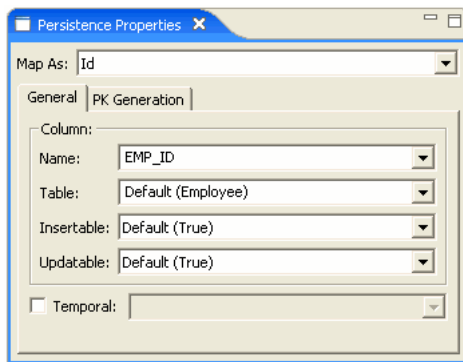 Persistence Properties
Map As: Id
General PK Generation
Column:
Name: EMP_ID
Table: Default (Employee)
Insertable: Default (True)
Updatable: Default (True)
Temporal: